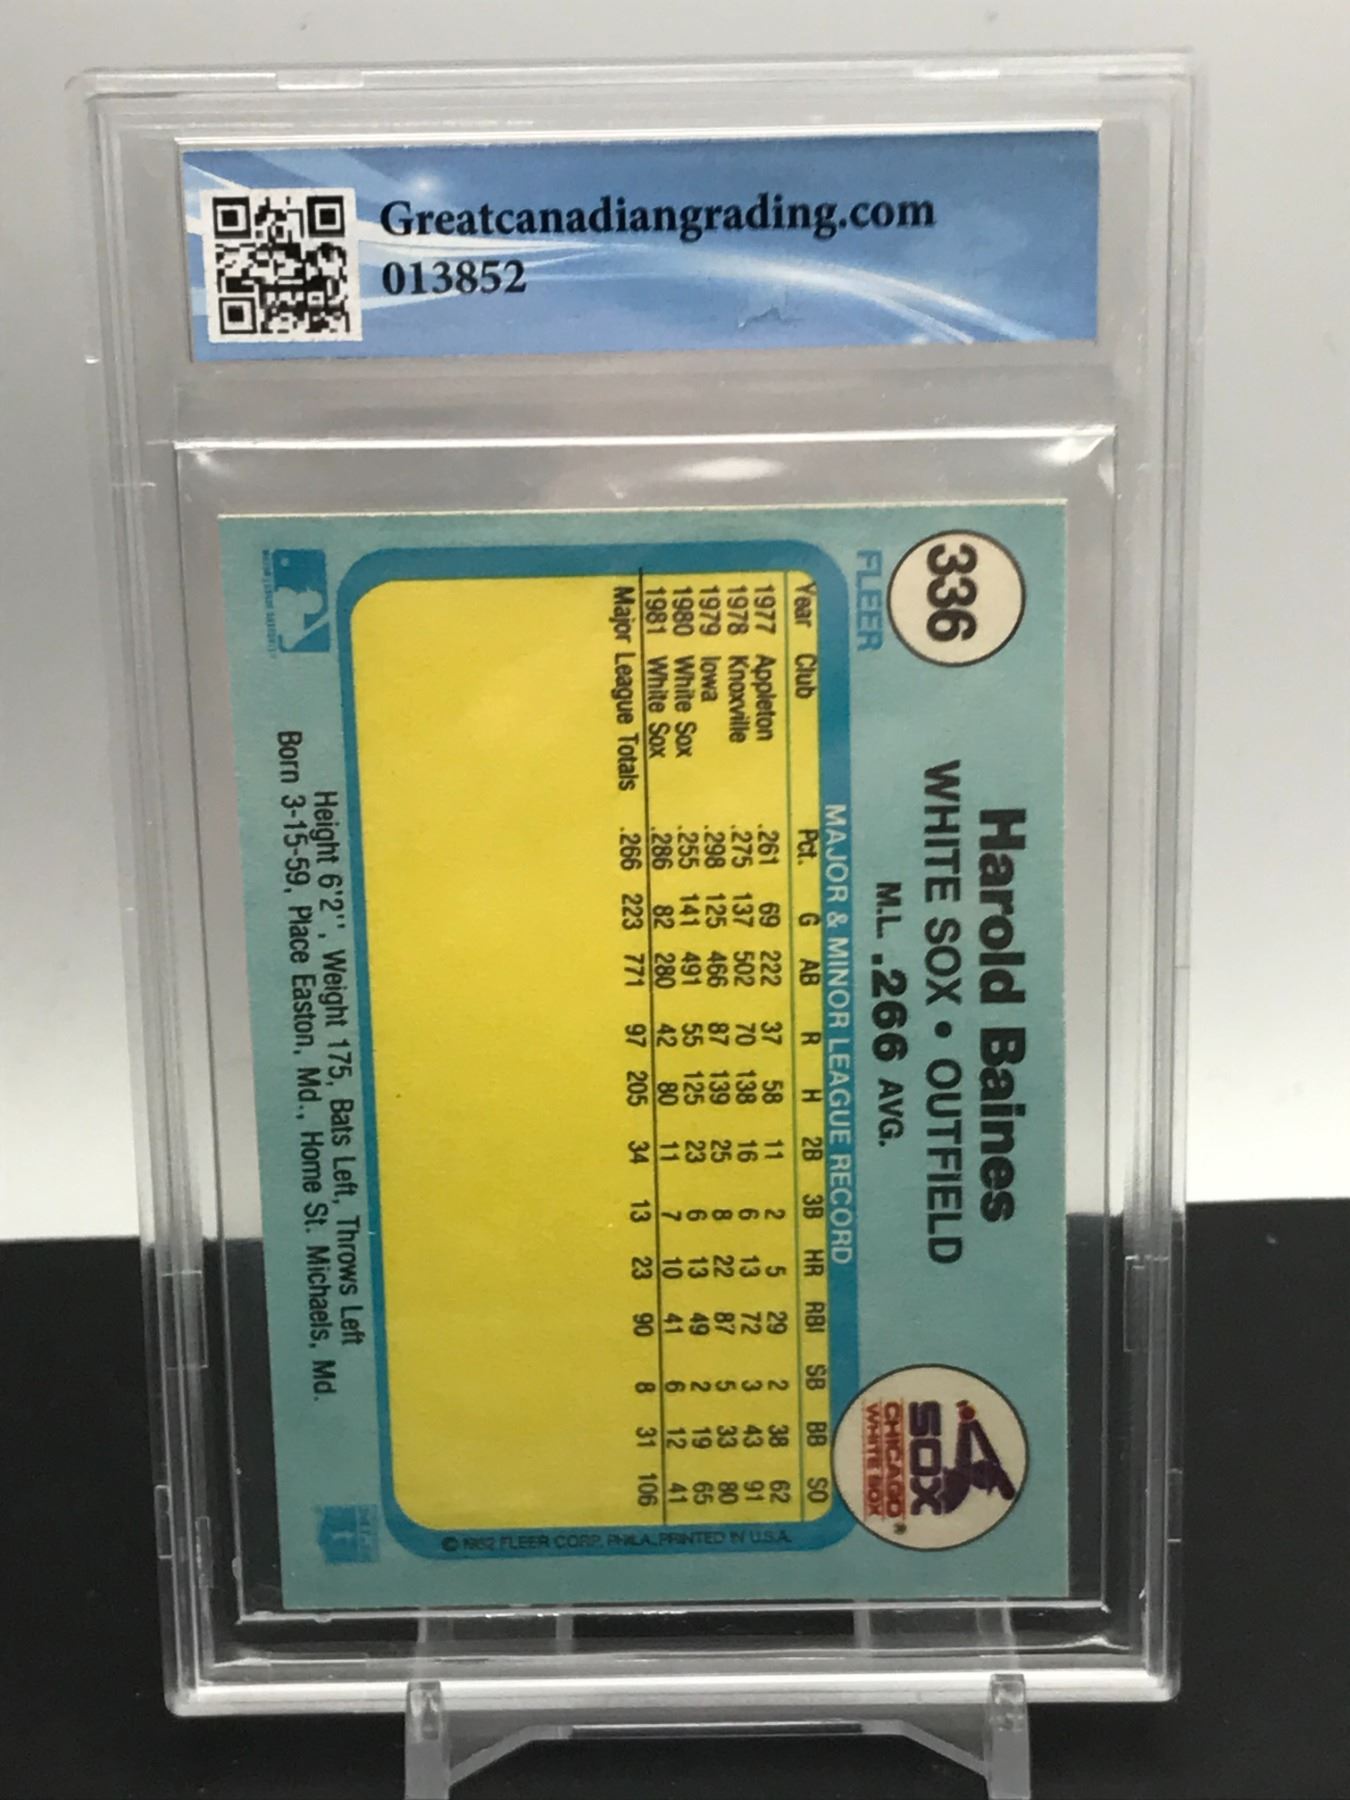 Greatcanadiangrading.com
013852
336
FLEER
Harold Baines
WHITE SOX • OUTFIELD
M.L. .266 AVG.
SOX
CHICAGO
WHITE SOX®
MAJOR & MINOR LEAGUE RECORD
Year Club Pct. G AB R H 2B 3B HR RBI SB BB SO
1977 Appleton .261 69 222 37 58 11 2 5 29 2 38 62
1978 Knoxville .275 137 502 70 138 16 6 13 72 3 43 91
1979 Iowa .298 125 466 87 139 25 8 22 87 5 33 80
1980 White Sox .255 141 491 55 125 23 6 13 49 2 19 65
1981 White Sox .286 82 280 42 80 11 7 10 41 6 12 41
Major League Totals .266 223 771 97 205 34 13 23 90 8 31 106
© 1982 FLEER CORP. PHILA. PRINTED IN U.S.A.
Height 6'2'', Weight 175, Bats Left, Throws Left
Born 3-15-59, Place Easton, Md., Home St. Michaels, Md.